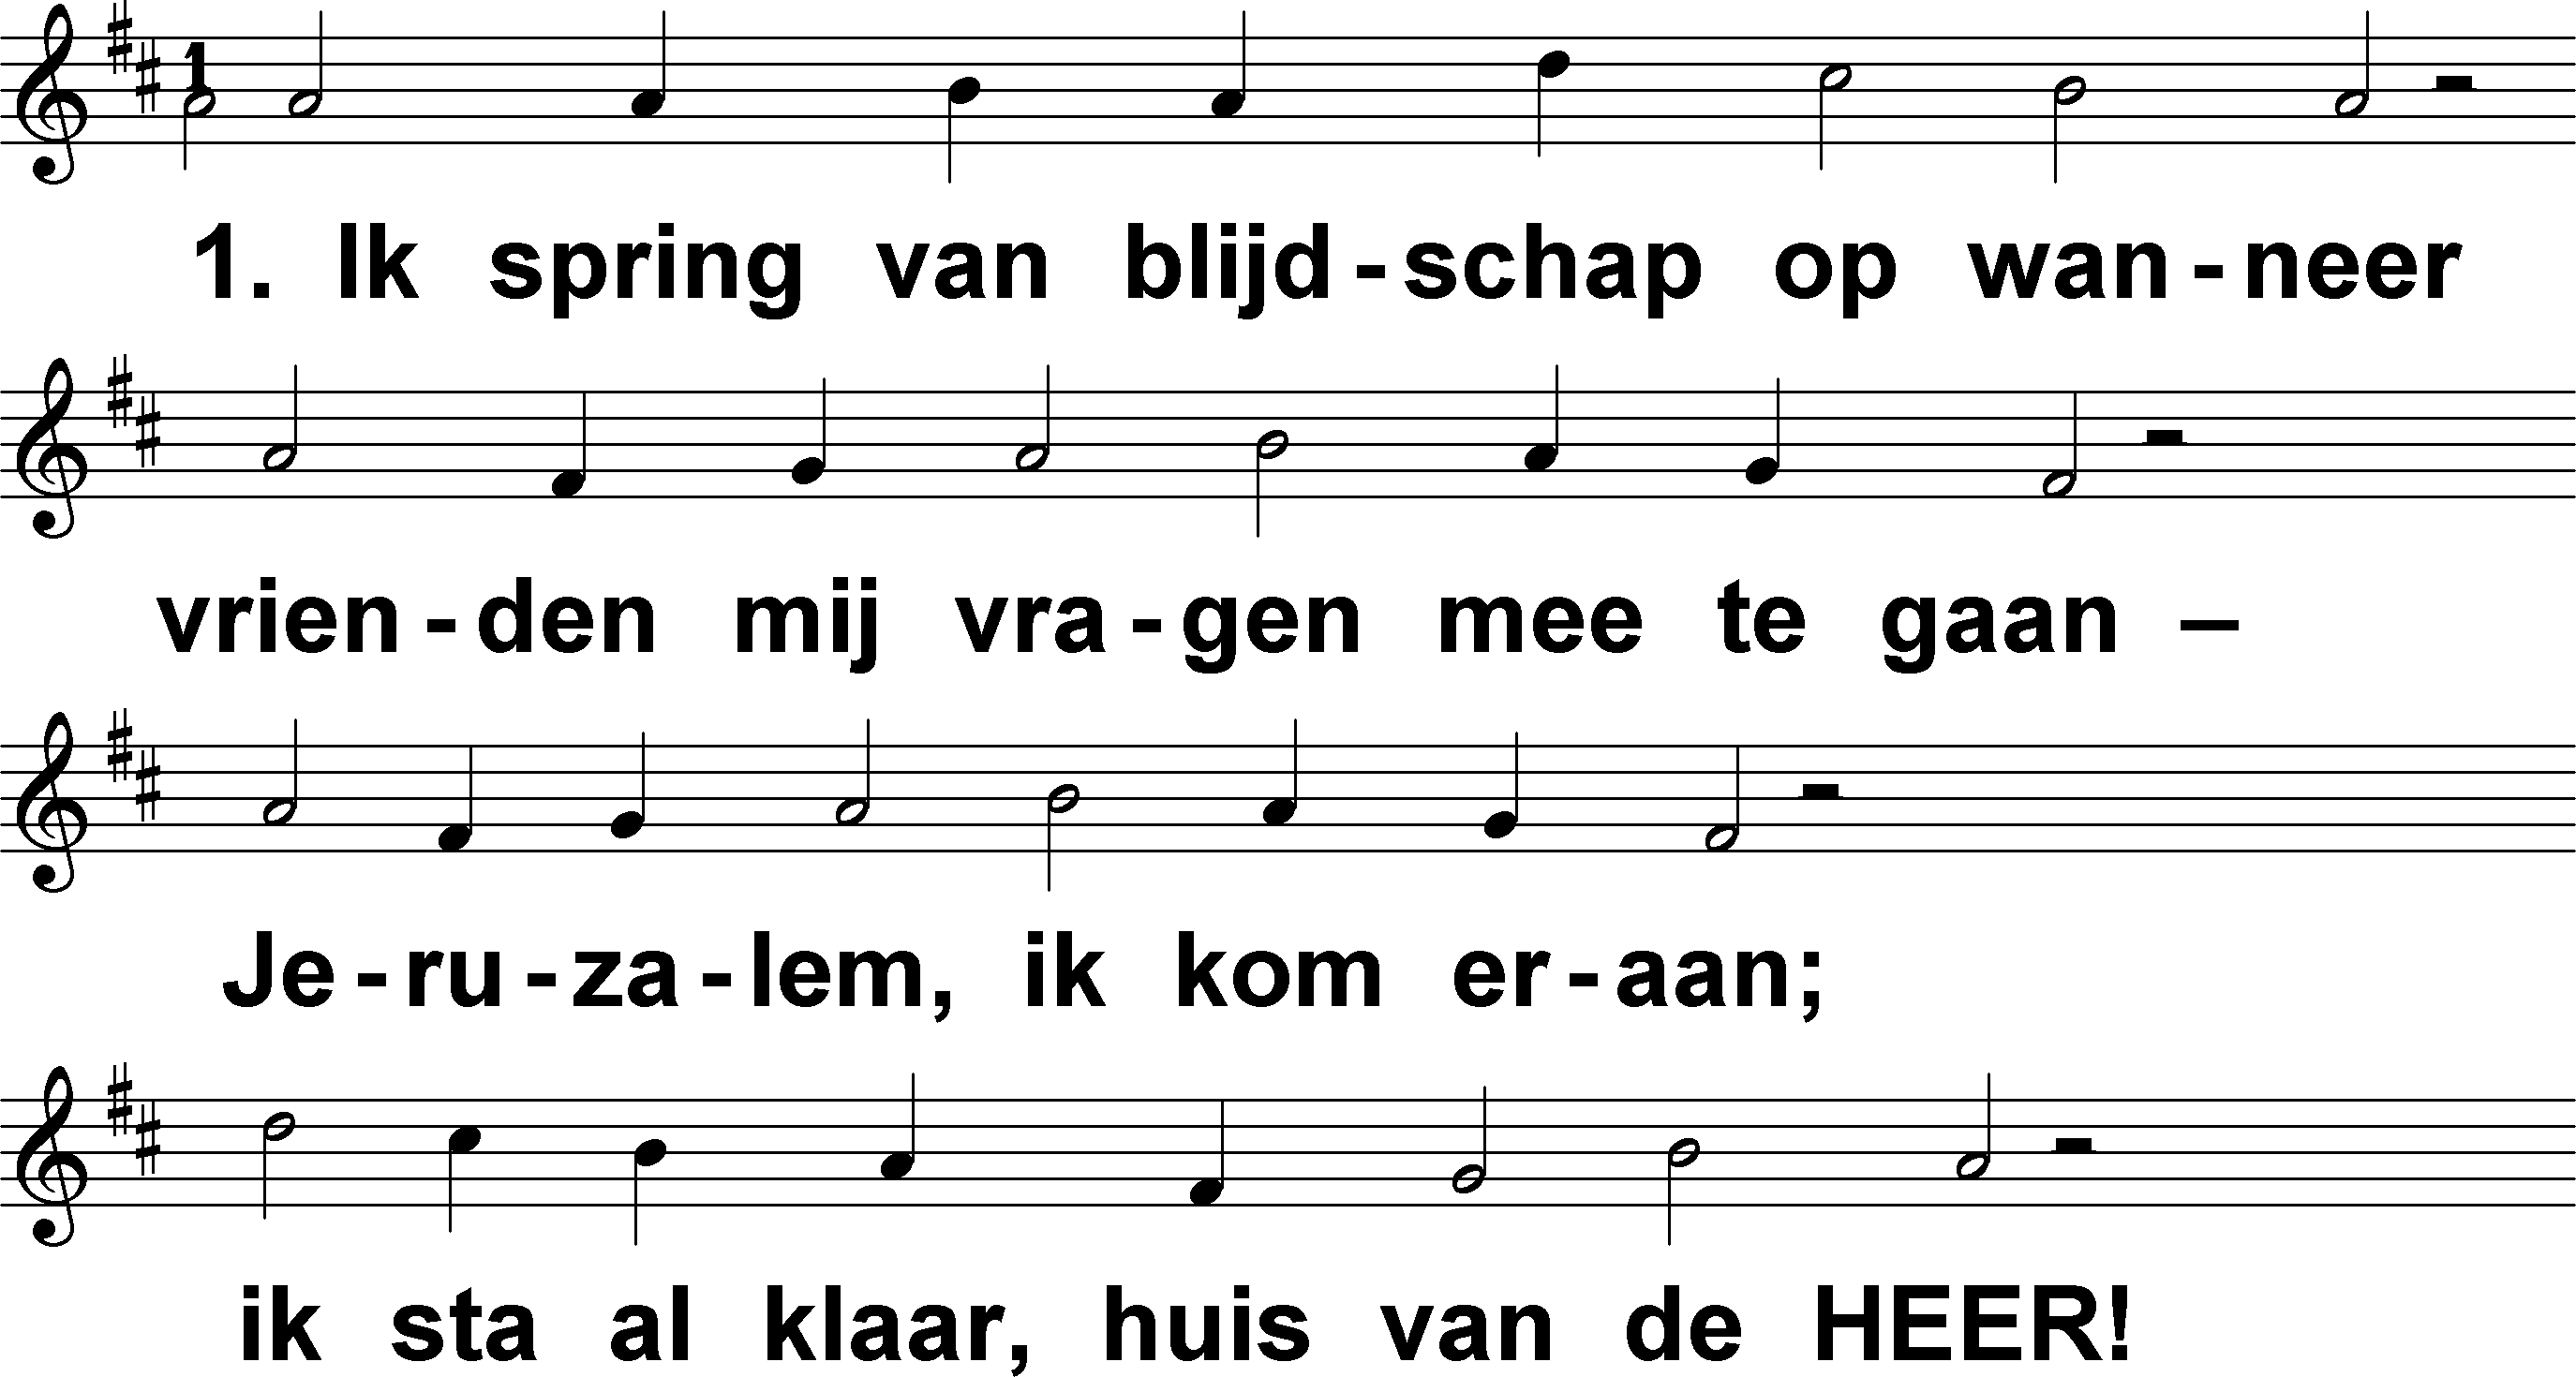 1
1. Ik spring van blijd - schap op wan - neer
vrien - den mij vra - gen mee te gaan –
Je - ru - za - lem, ik kom er - aan;
ik sta al klaar, huis van de HEER!